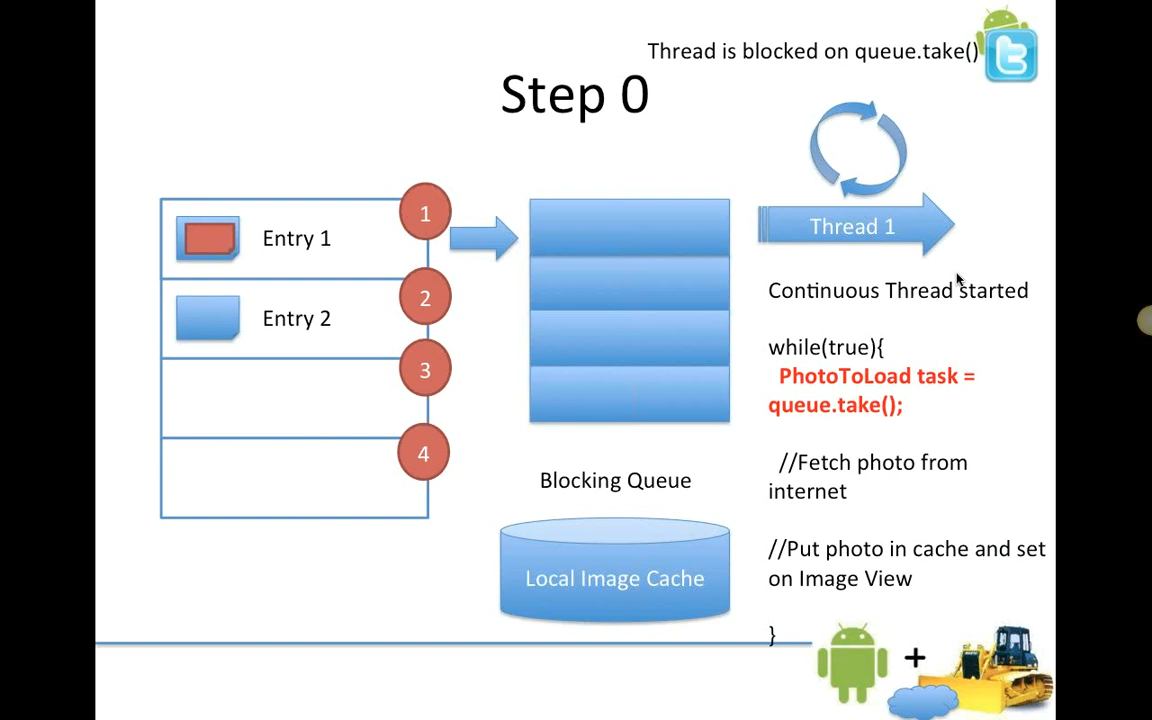 Thread is blocked on queue.take()
Step 0
1
Entry 1
2
Entry 2
3
4
Blocking Queue
Local Image Cache
Thread 1
Continuous Thread started
while(true){
PhotoToLoad task =
queue.take();
//Fetch photo from
internet
//Put photo in cache and set
on Image View
}
+